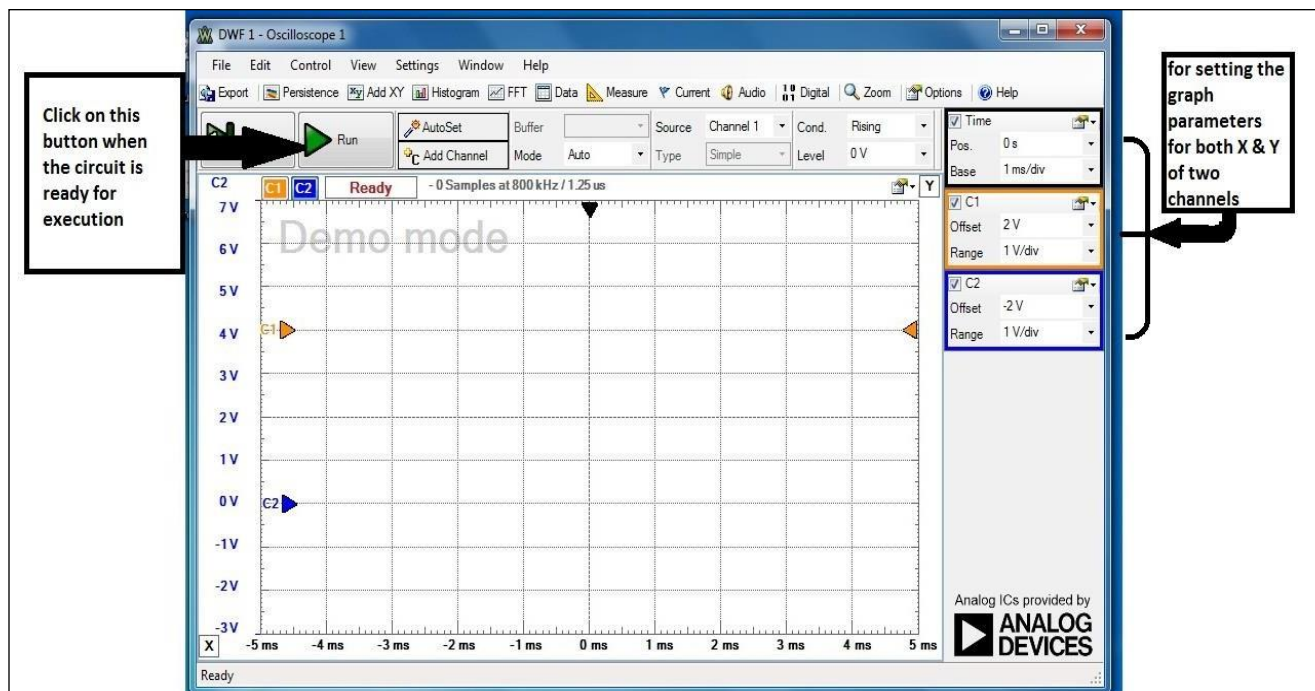 DWF 1 - Oscilloscope 1
File Edit Control View Settings Window Help
Export Persistence Add XY Histogram FFT Data Measure Current Audio Digital Zoom Options Help
Click on this
button when
the circuit is
ready for
execution
Run
AutoSet
Add Channel
Buffer
Mode Auto
Source Channel 1 Cond. Rising
Type Simple Level 0 V
Time
Pos. 0 s
Base 1 ms/div
C1
Offset 2 V
Range 1 V/div
C2
Offset -2 V
Range 1 V/div
for setting the
graph
parameters
for both X & Y
of two
channels
C2 C1 C2 Ready - 0 Samples at 800 kHz / 1.25 us Y
Demo mode
7 V
6 V
5 V
4 V
3 V
2 V
1 V
0 V
-1 V
-2 V
-3 V
C1
C2
X -5 ms -4 ms -3 ms -2 ms -1 ms 0 ms 1 ms 2 ms 3 ms 4 ms 5 ms
Analog ICs provided by
ANALOG
DEVICES
Ready